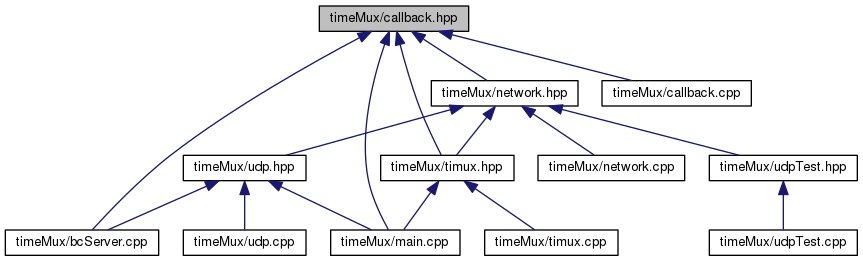 timeMux/callback.hpp
timeMux/network.hpp
timeMux/callback.cpp
timeMux/udp.hpp
timeMux/timux.hpp
timeMux/network.cpp
timeMux/udpTest.hpp
timeMux/bcServer.cpp
timeMux/udp.cpp
timeMux/main.cpp
timeMux/timux.cpp
timeMux/udpTest.cpp